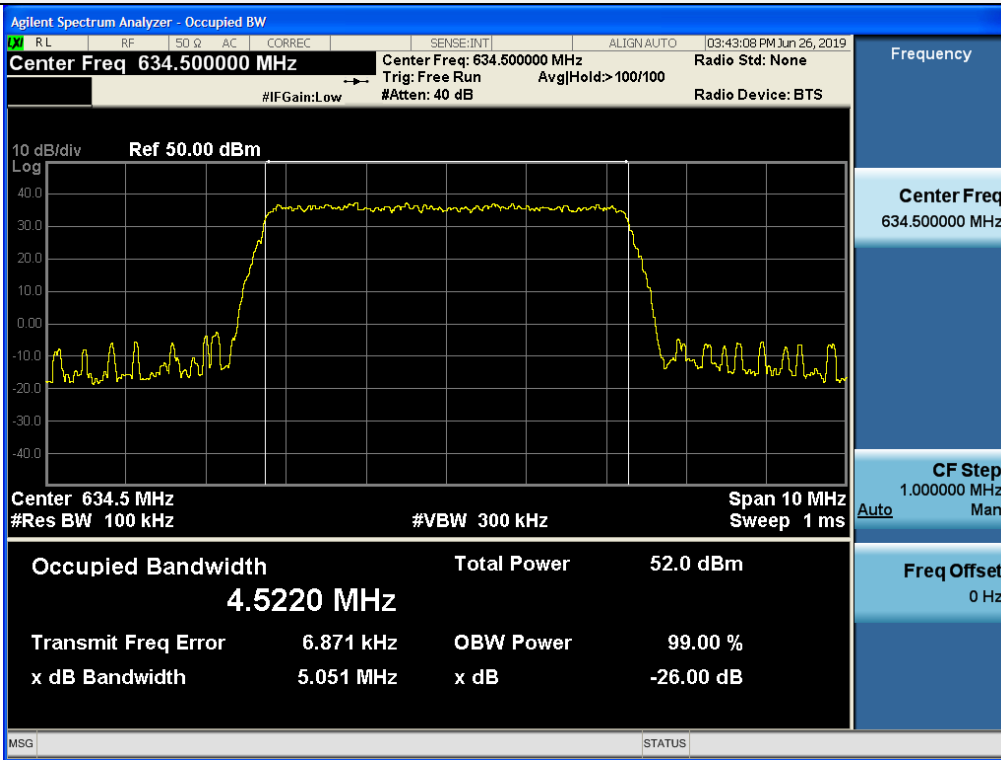 Agilent Spectrum Analyzer - Occupied BW
LXI RL RF 50 Ω AC CORREC SENSE:INT ALIGN AUTO 03:43:08 PM Jun 26, 2019
Center Freq 634.500000 MHz
Center Freq: 634.500000 MHz
Radio Std: None
Trig: Free Run Avg|Hold:>100/100
#IFGain:Low
#Atten: 40 dB
Radio Device: BTS
10 dB/div Ref 50.00 dBm
Log
40.0
30.0
20.0
10.0
0.00
-10.0
-20.0
-30.0
-40.0
Center 634.5 MHz Span 10 MHz
#Res BW 100 kHz #VBW 300 kHz Sweep 1 ms
Occupied Bandwidth Total Power 52.0 dBm
4.5220 MHz
Transmit Freq Error 6.871 kHz OBW Power 99.00 %
x dB Bandwidth 5.051 MHz x dB -26.00 dB
MSG STATUS
Frequency
Center Freq
634.500000 MHz
CF Step
1.000000 MHz
Auto Man
Freq Offset
0 Hz